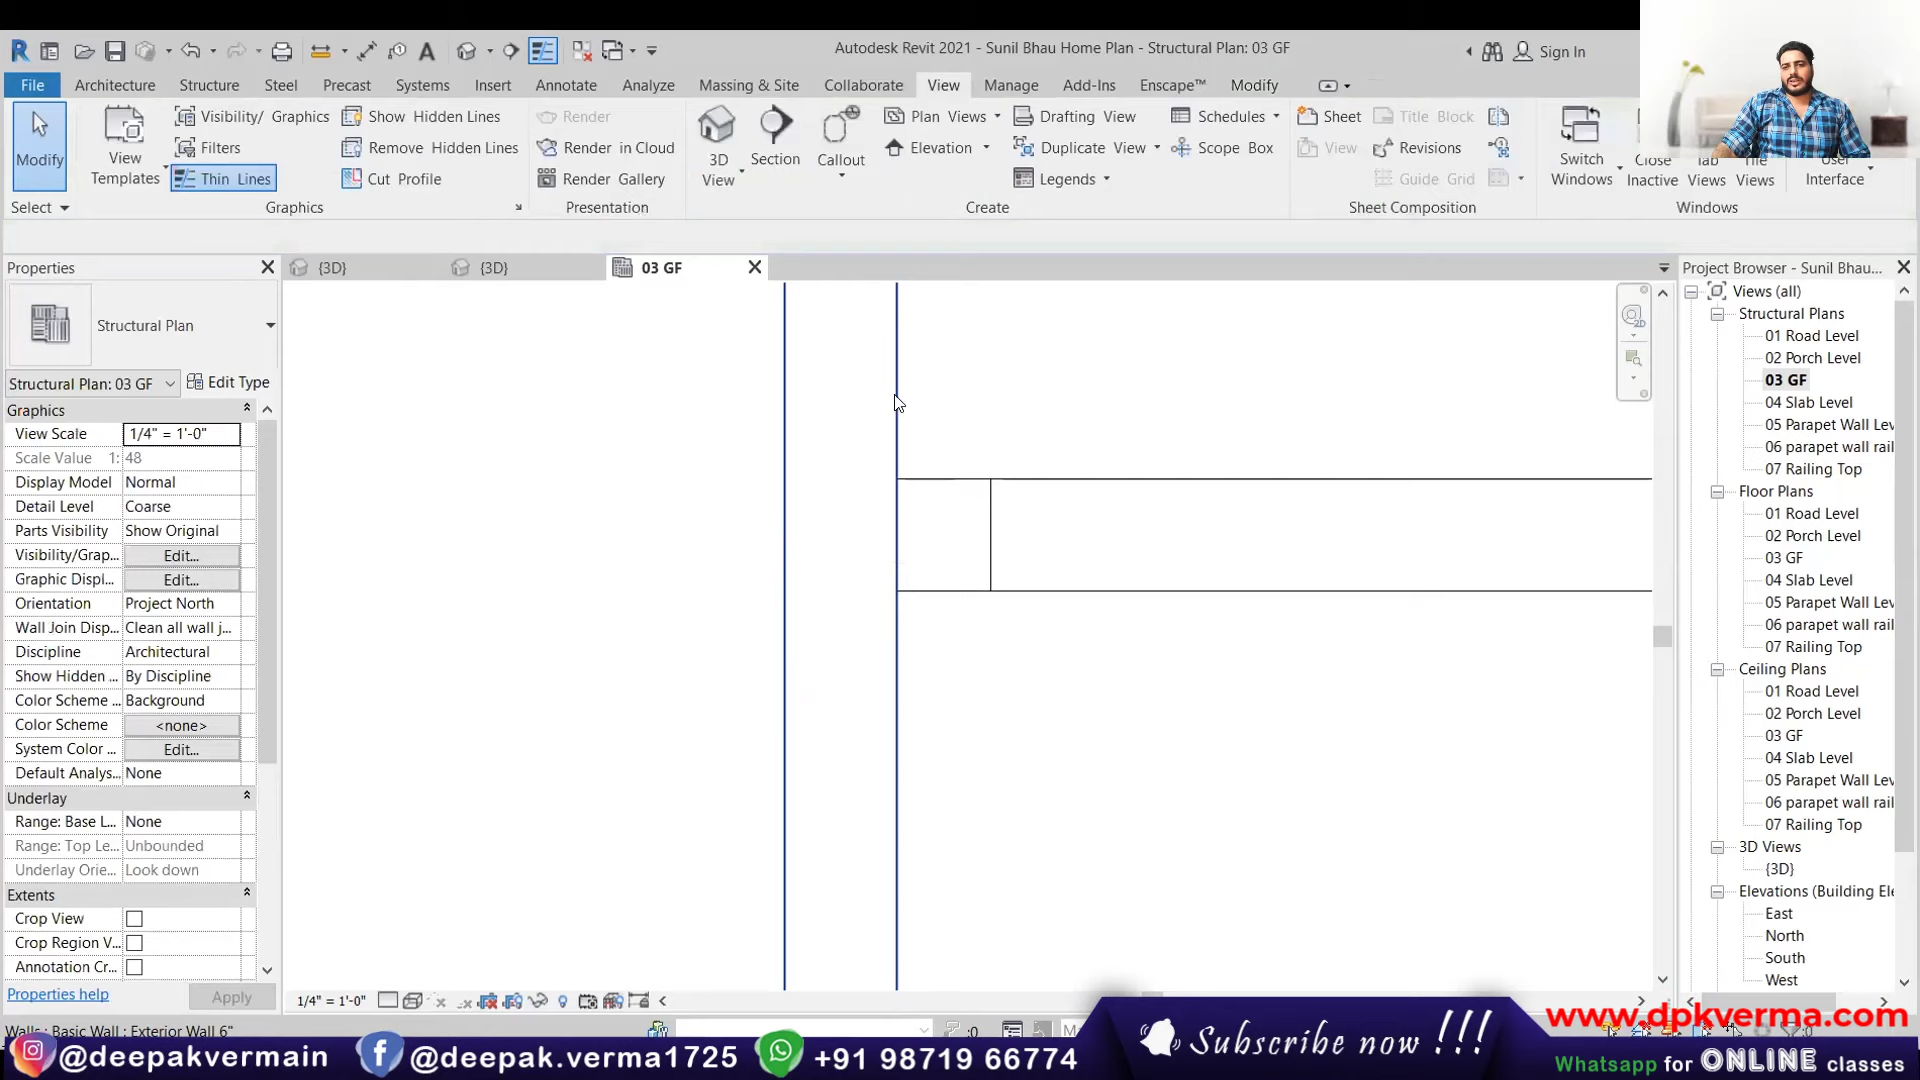 Autodesk Revit 2021 - Sunil Bhau Home Plan - Structural Plan: 03 GF
Sign In
File Architecture Structure Steel Precast Systems Insert Annotate Analyze Massing & Site Collaborate View Manage Add-Ins Enscape™ Modify
Modify
View Templates
Visibility/ Graphics
Filters
Thin Lines
Show Hidden Lines
Remove Hidden Lines
Cut Profile
Render
Render in Cloud
Render Gallery
3D View
Section
Callout
Plan Views
Elevation
Drafting View
Duplicate View
Legends
Schedules
Scope Box
Sheet
View
Title Block
Revisions
Guide Grid
Switch Windows
Close Inactive
Tab Views
Tile Views
User Interface
Select Graphics Presentation Create Sheet Composition Windows
Properties
{3D}
{3D}
03 GF
Project Browser - Sunil Bhau...
Structural Plan
Structural Plan: 03 GF
Edit Type
Graphics
View Scale 1/4" = 1'-0"
Scale Value 1: 48
Display Model Normal
Detail Level Coarse
Parts Visibility Show Original
Visibility/Grap... Edit...
Graphic Displ... Edit...
Orientation Project North
Wall Join Disp... Clean all wall j...
Discipline Architectural
Show Hidden ... By Discipline
Color Scheme ... Background
Color Scheme <none>
System Color ... Edit...
Default Analys... None
Underlay
Range: Base L... None
Range: Top Le... Unbounded
Underlay Orie... Look down
Extents
Crop View
Crop Region V...
Annotation Cr...
Properties help
Apply
Views (all)
Structural Plans
01 Road Level
02 Porch Level
03 GF
04 Slab Level
05 Parapet Wall Lev
06 parapet wall rail
07 Railing Top
Floor Plans
01 Road Level
02 Porch Level
03 GF
04 Slab Level
05 Parapet Wall Lev
06 parapet wall rail
07 Railing Top
Ceiling Plans
01 Road Level
02 Porch Level
03 GF
04 Slab Level
05 Parapet Wall Lev
06 parapet wall rail
07 Railing Top
3D Views
{3D}
Elevations (Building Ele
East
North
South
West
1/4" = 1'-0"
Walls : Basic Wall : Exterior Wall 6"
:0
:0
@deepakvermain
@deepak.verma1725
+91 98719 66774
Subscribe now !!!
www.dpkverma.com
Whatsapp for ONLINE classes